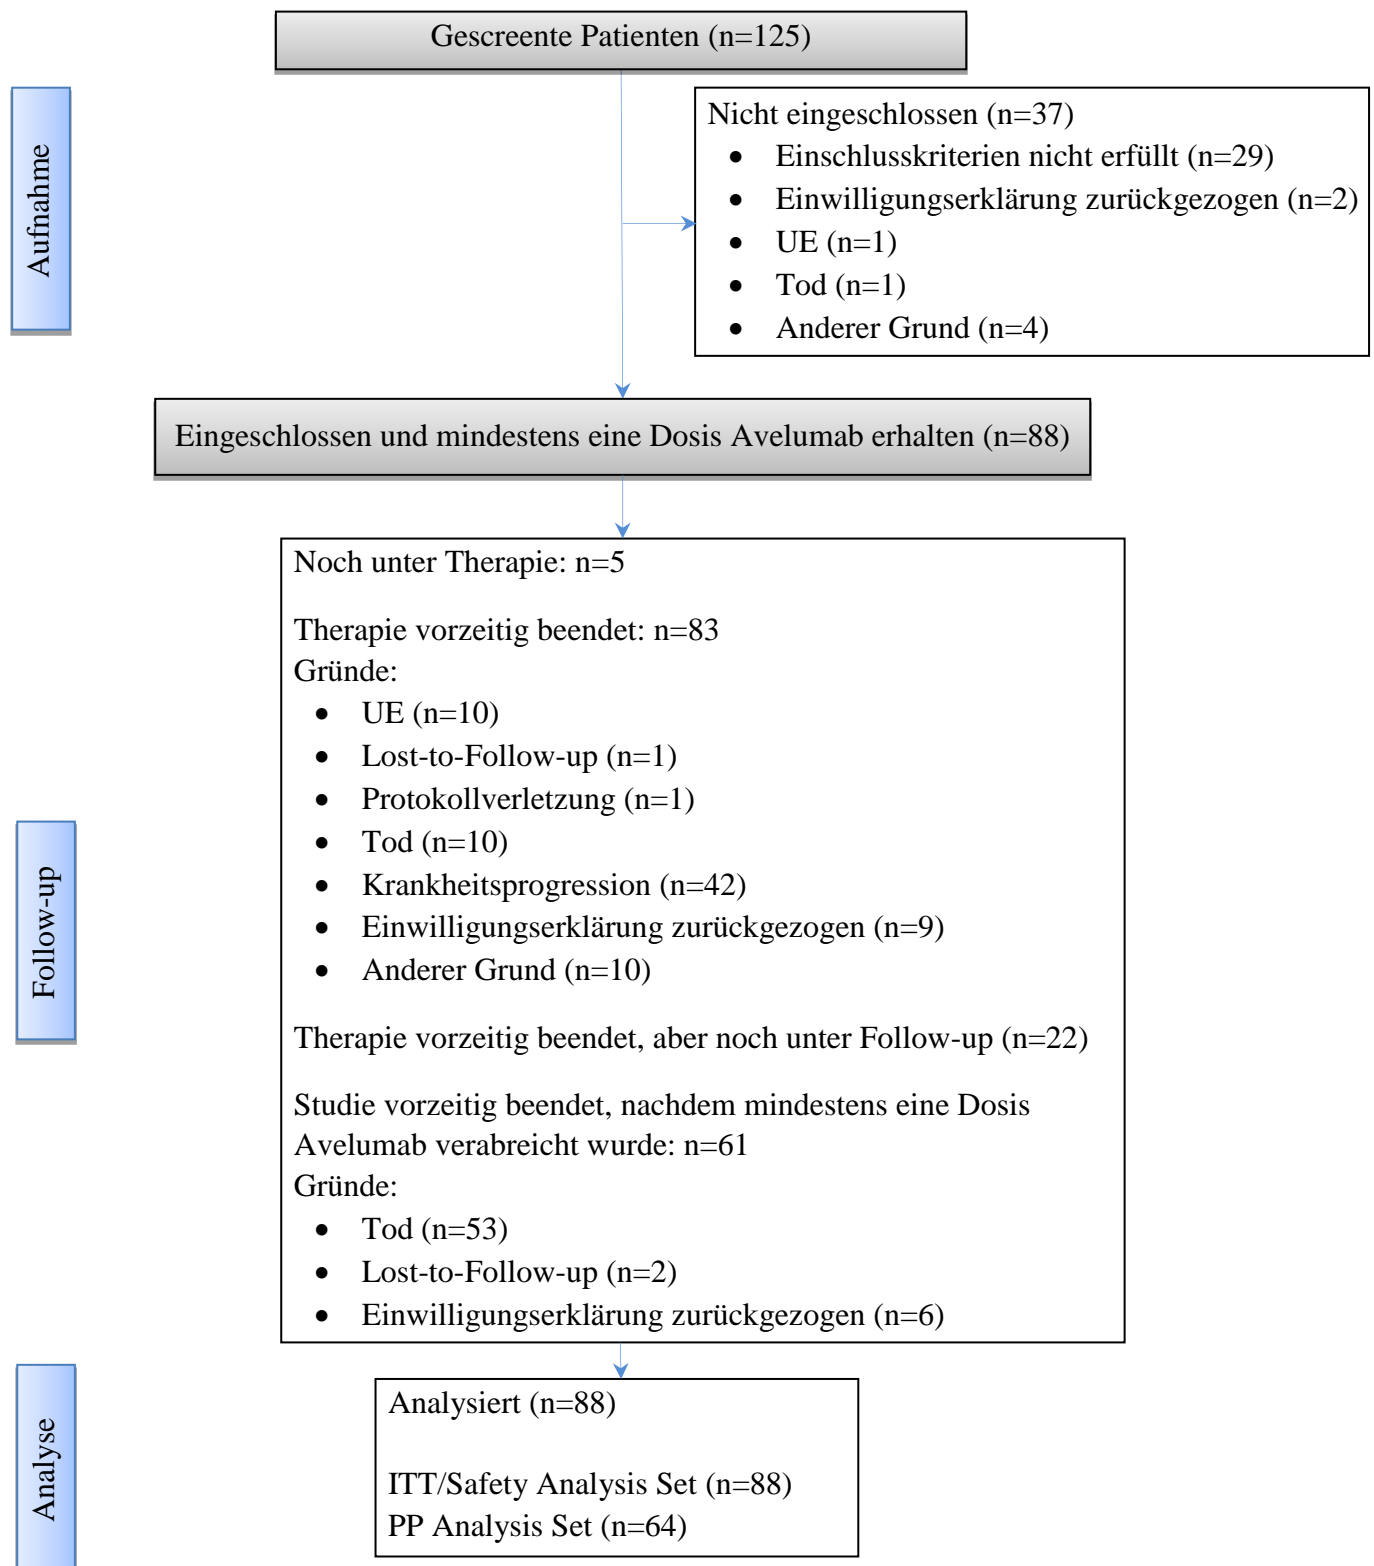 Gescreente Patienten (n=125)
Aufnahme
Nicht eingeschlossen (n=37)
• Einschlusskriterien nicht erfüllt (n=29)
• Einwilligungserklärung zurückgezogen (n=2)
• UE (n=1)
• Tod (n=1)
• Anderer Grund (n=4)
Eingeschlossen und mindestens eine Dosis Avelumab erhalten (n=88)
Follow-up
Noch unter Therapie: n=5
Therapie vorzeitig beendet: n=83
Gründe:
• UE (n=10)
• Lost-to-Follow-up (n=1)
• Protokollverletzung (n=1)
• Tod (n=10)
• Krankheitsprogression (n=42)
• Einwilligungserklärung zurückgezogen (n=9)
• Anderer Grund (n=10)
Therapie vorzeitig beendet, aber noch unter Follow-up (n=22)
Studie vorzeitig beendet, nachdem mindestens eine Dosis
Avelumab verabreicht wurde: n=61
Gründe:
• Tod (n=53)
• Lost-to-Follow-up (n=2)
• Einwilligungserklärung zurückgezogen (n=6)
Analyse
Analysiert (n=88)
ITT/Safety Analysis Set (n=88)
PP Analysis Set (n=64)